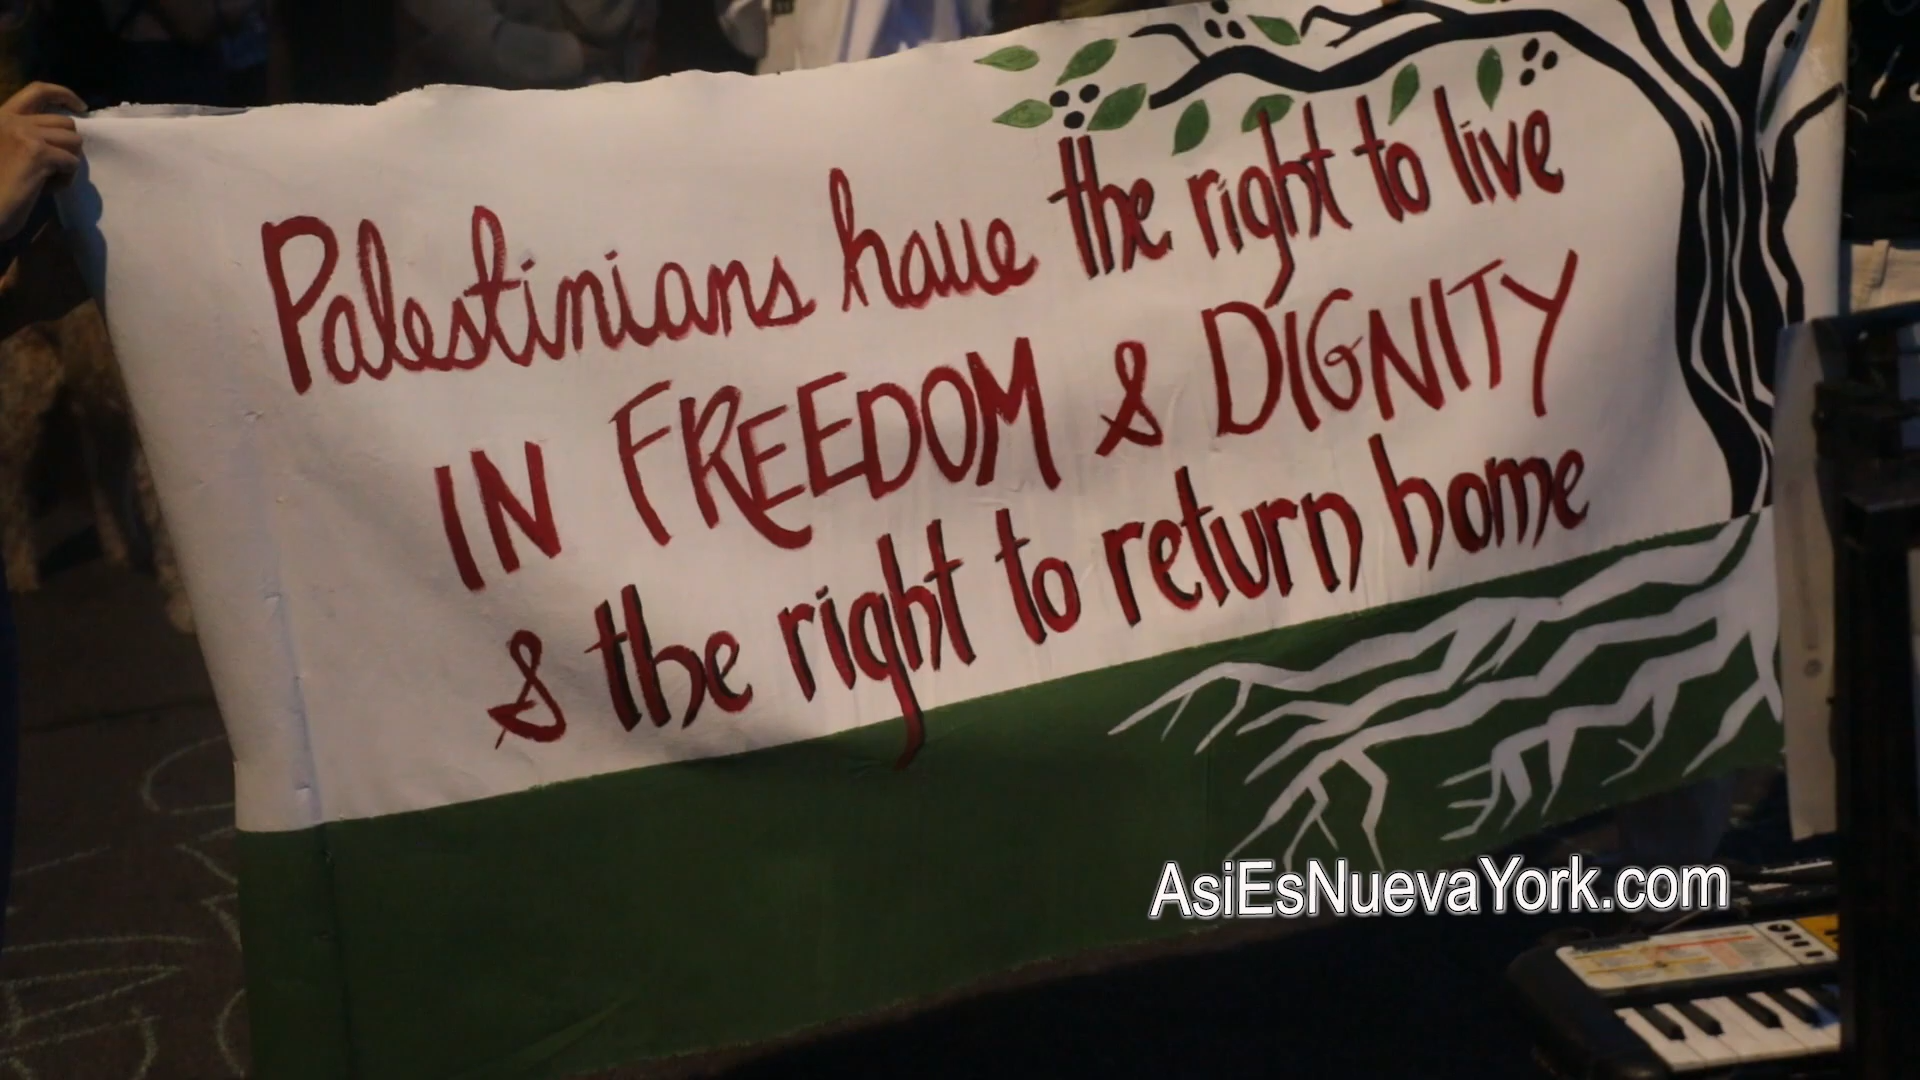 Palestinians have the right to live
IN FREEDOM & DIGNITY
& the right to return home
AsiEsNuevaYork.com